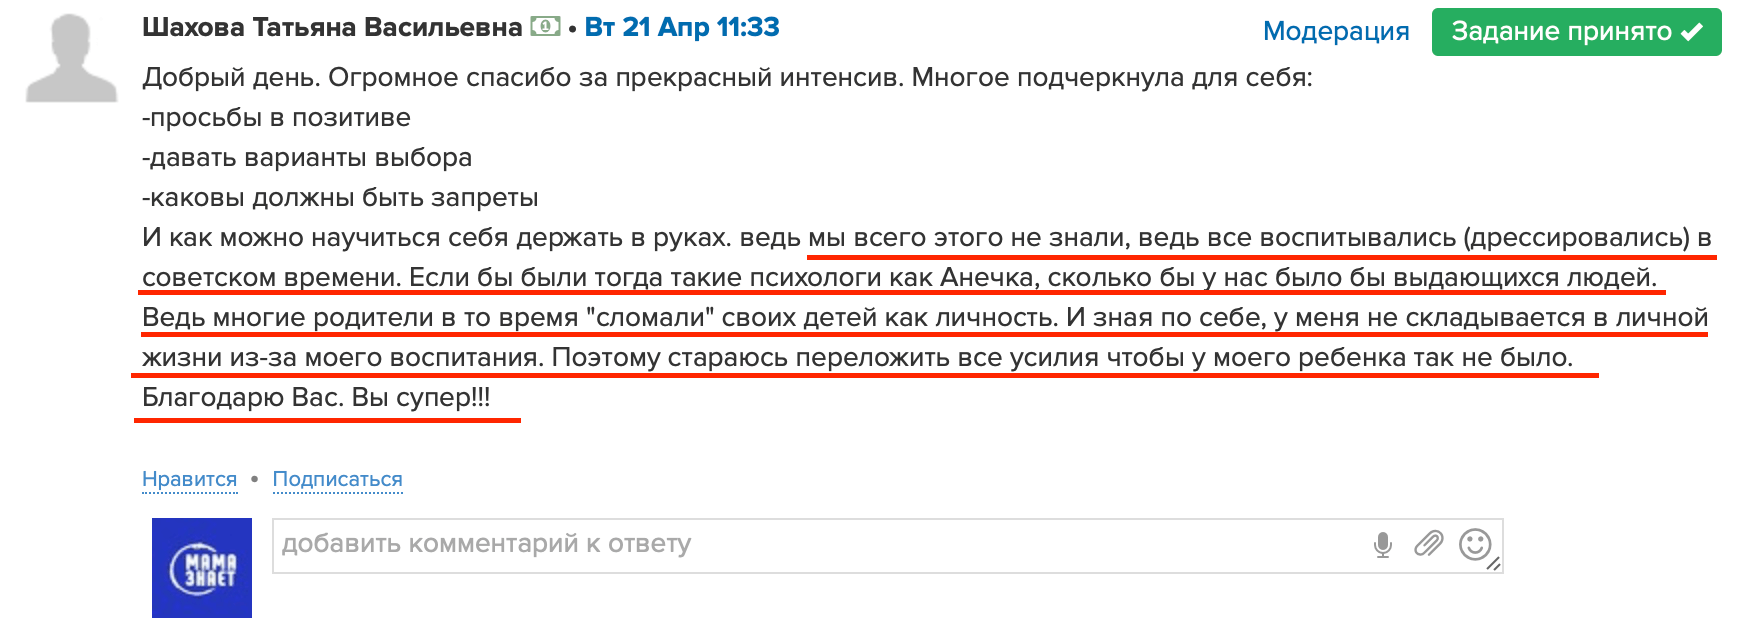 Шахова Татьяна Васильевна • Вт 21 Апр 11:33
Модерация
Задание принято
Добрый день. Огромное спасибо за прекрасный интенсив. Многое подчеркнула для себя:
-просьбы в позитиве
-давать варианты выбора
-каковы должны быть запреты
И как можно научиться себя держать в руках. ведь мы всего этого не знали, ведь все воспитывались (дрессировались) в
советском времени. Если бы были тогда такие психологи как Анечка, сколько бы у нас было бы выдающихся людей.
Ведь многие родители в то время "сломали" своих детей как личность. И зная по себе, у меня не складывается в личной
жизни из-за моего воспитания. Поэтому стараюсь переложить все усилия чтобы у моего ребенка так не было.
Благодарю Вас. Вы супер!!!
Нравится • Подписаться
МАМА
ЗНАЕТ
добавить комментарий к ответу